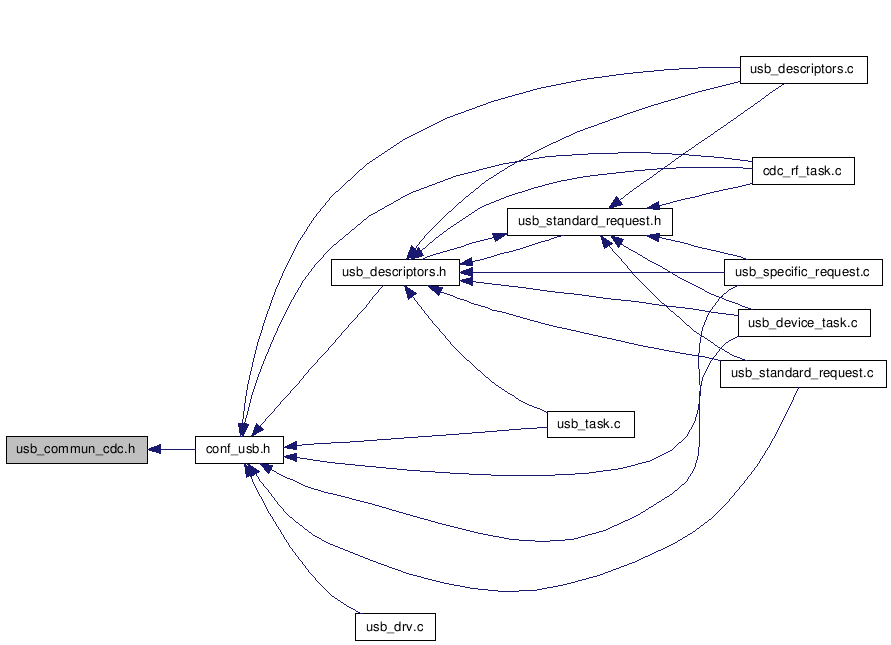 usb_descriptors.c
cdc_rf_task.c
usb_standard_request.h
usb_descriptors.h
usb_specific_request.c
usb_device_task.c
usb_standard_request.c
usb_task.c
usb_commun_cdc.h
conf_usb.h
usb_drv.c